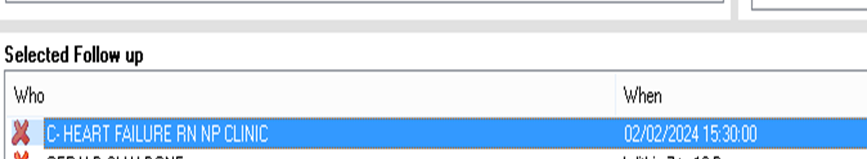 Selected Follow up
Who When
C- HEART FAILURE RN NP CLINIC 02/02/2024 15:30:00